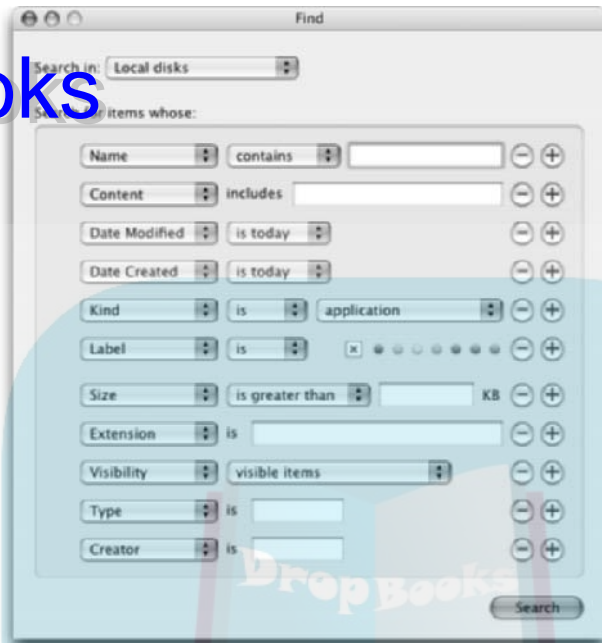 Find
Search in: Local disks
oks
Search for items whose:
Name contains
Content includes
Date Modified is today
Date Created is today
Kind is application
Label is
Size is greater than KB
Extension is
Visibility visible items
Type is
Creator is
DropBooks
Search